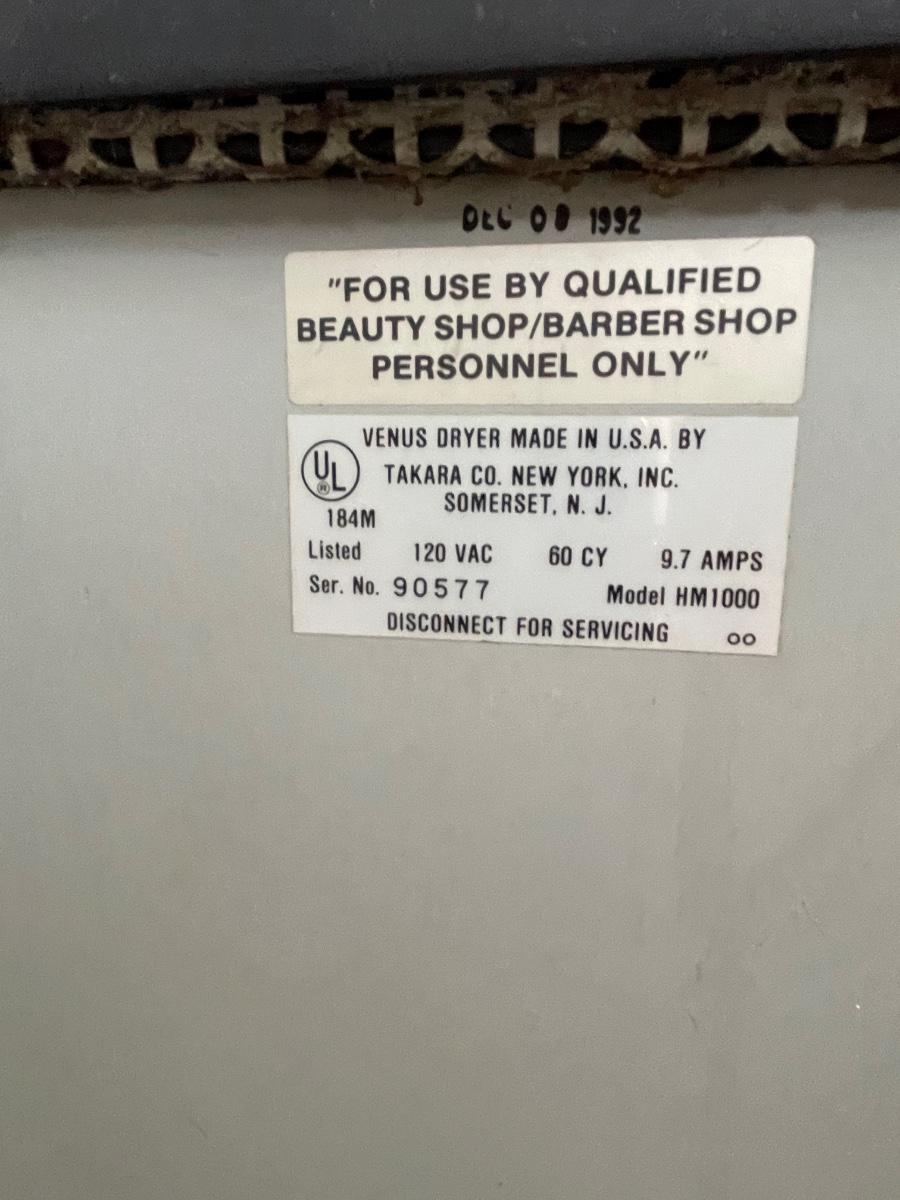 DEC 08 1992
"FOR USE BY QUALIFIED
BEAUTY SHOP/BARBER SHOP
PERSONNEL ONLY"
VENUS DRYER MADE IN U.S.A. BY
UL ® TAKARA CO. NEW YORK, INC.
SOMERSET, N. J.
184M
Listed 120 VAC 60 CY 9.7 AMPS
Ser. No. 90577 Model HM1000
DISCONNECT FOR SERVICING OO